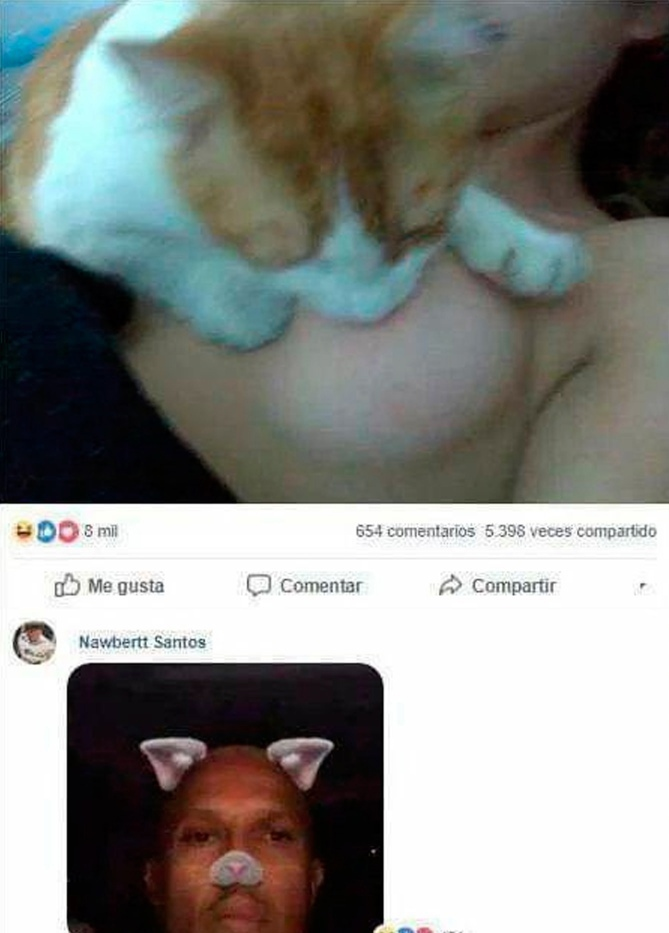 8 mil 654 comentarios 5.398 veces compartido
Me gusta Comentar Compartir
Nawbertt Santos